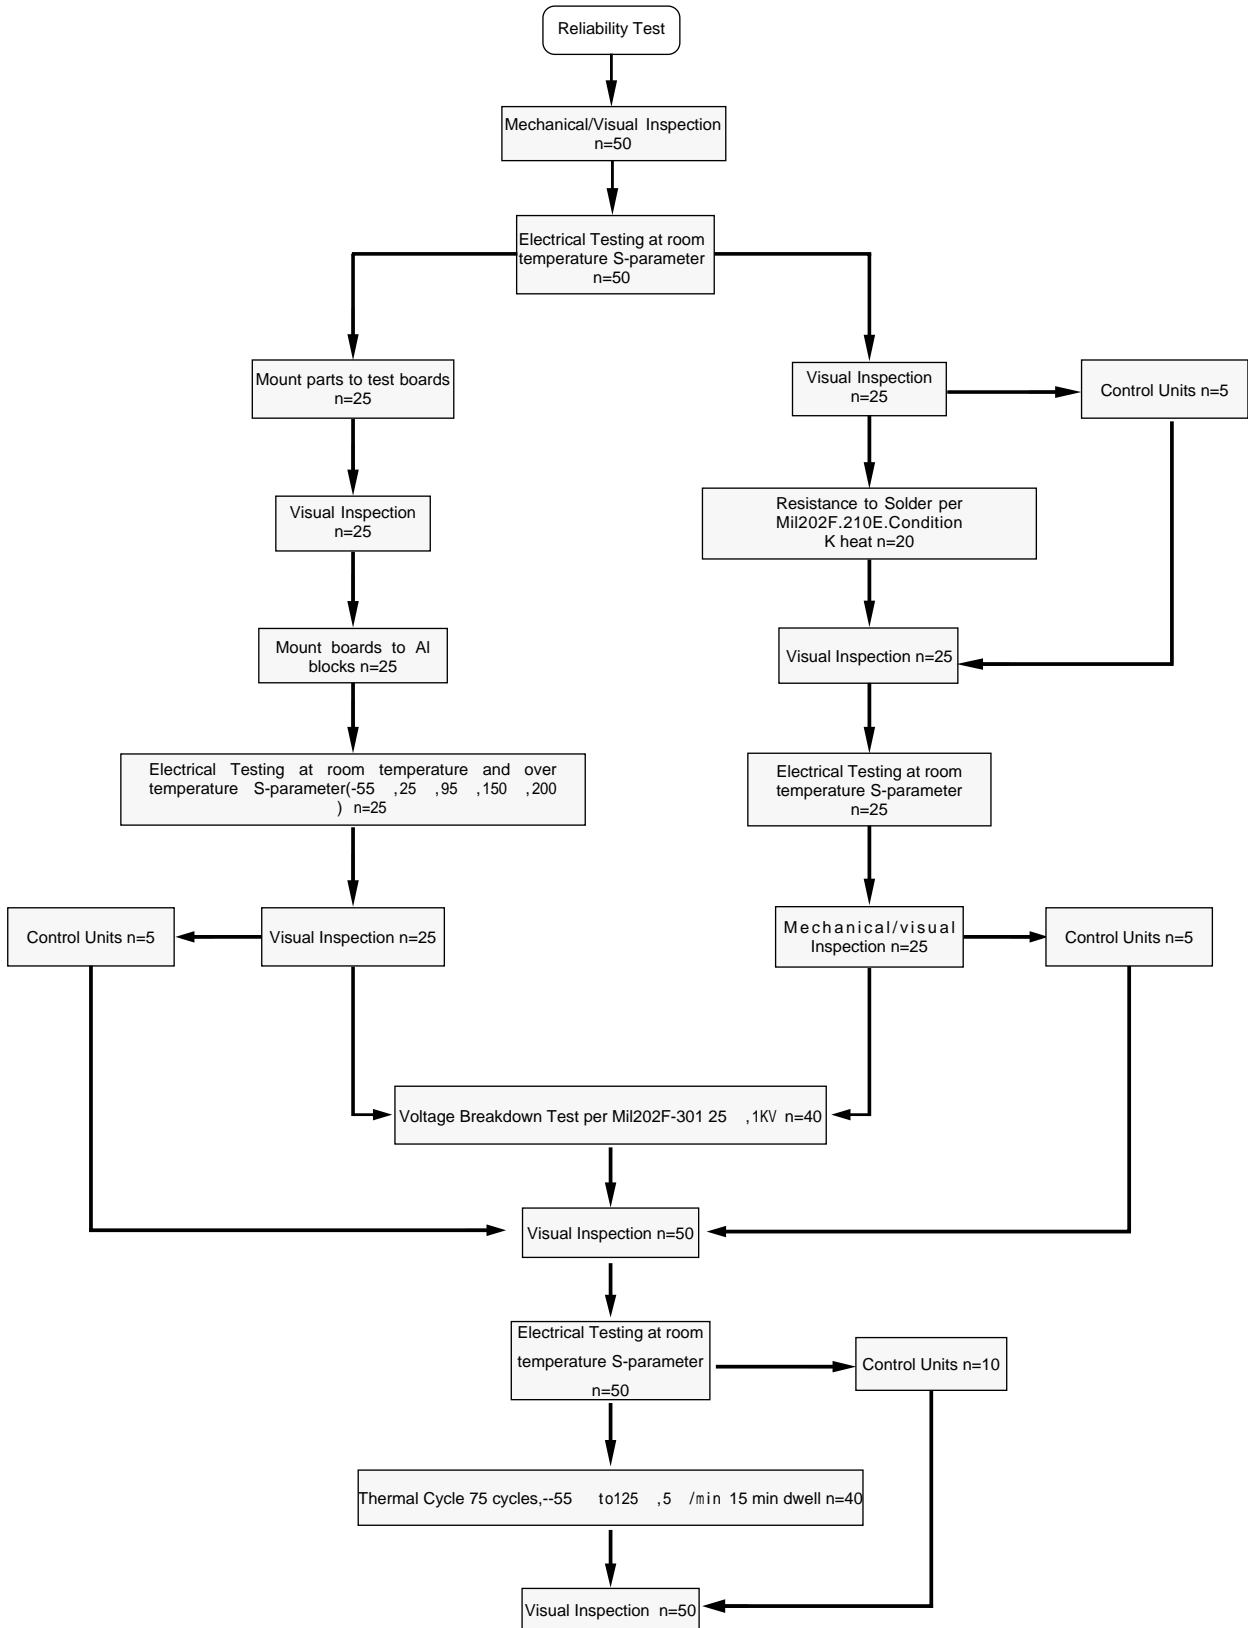 Reliability Test
Mechanical/Visual Inspection
n=50
Electrical Testing at room
temperature S-parameter
n=50
Mount parts to test boards
n=25
Visual Inspection
n=25
Control Units n=5
Visual Inspection
n=25
Resistance to Solder per
Mil202F.210E.Condition
K heat n=20
Mount boards to Al
blocks n=25
Visual Inspection n=25
Electrical Testing at room temperature and over
temperature S-parameter(-55 ,25 ,95 ,150 ,200
) n=25
Electrical Testing at room
temperature S-parameter
n=25
Control Units n=5
Visual Inspection n=25
Mechanical/visual
Inspection n=25
Control Units n=5
Voltage Breakdown Test per Mil202F-301 25 ,1KV n=40
Visual Inspection n=50
Electrical Testing at room
temperature S-parameter
n=50
Control Units n=10
Thermal Cycle 75 cycles,--55 to125 ,5 /min 15 min dwell n=40
Visual Inspection n=50